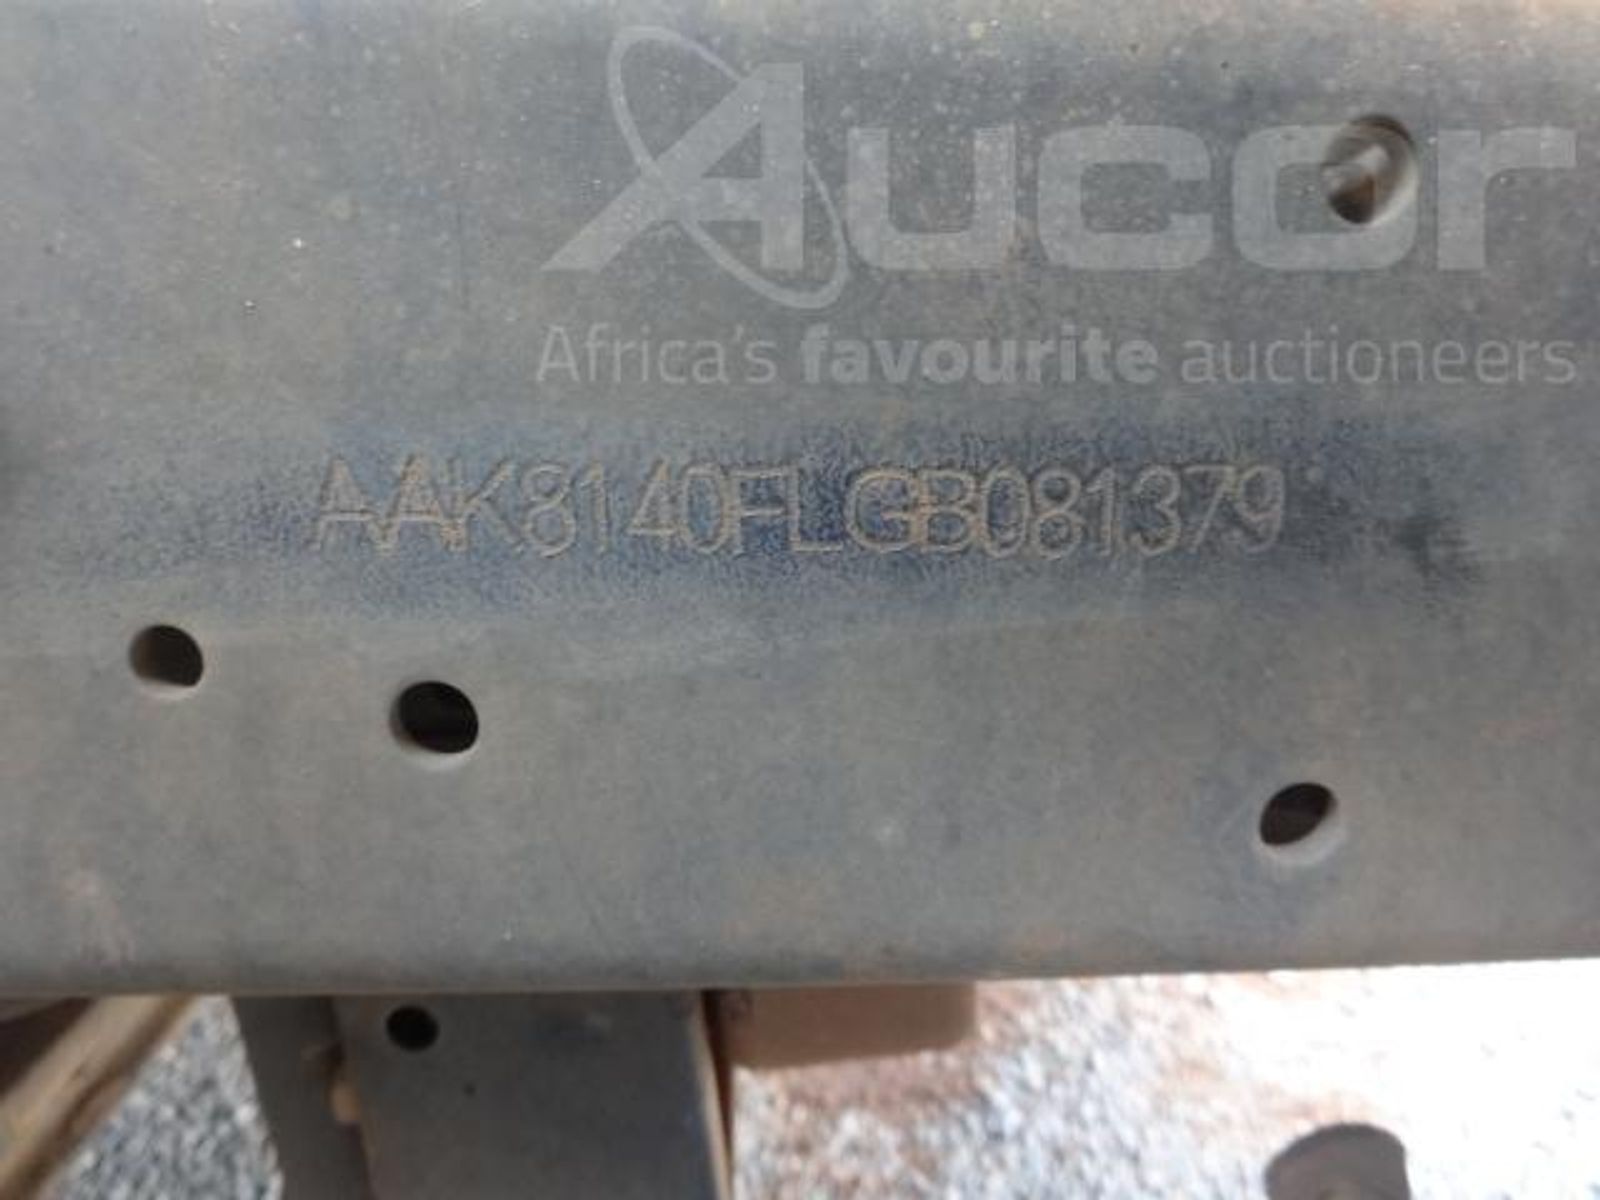 Aucor
Africa's favourite auctioneers
AAK8140FLGB081379